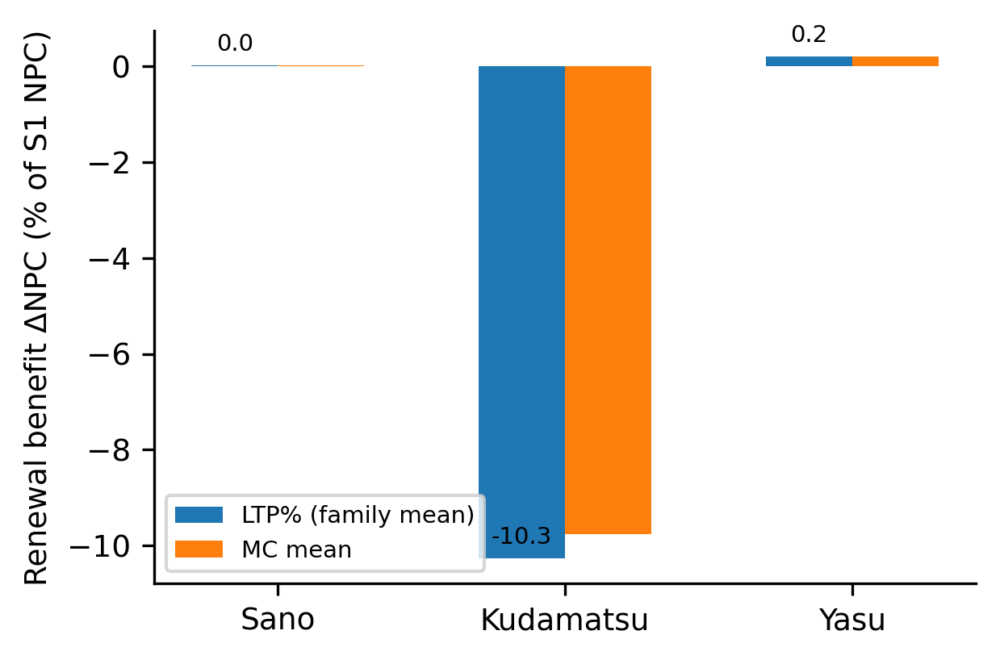 Renewal benefit ΔNPC (% of S1 NPC)
0
−2
−4
−6
−8
−10
0.0
-10.3
0.2
LTP% (family mean)
MC mean
Sano
Kudamatsu
Yasu